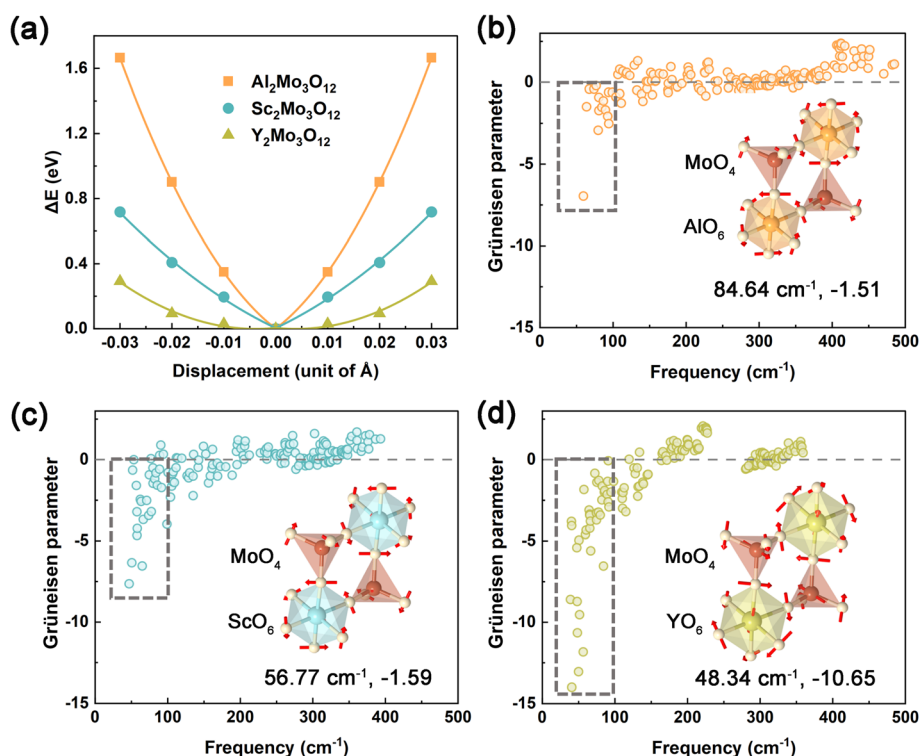 (a)
ΔE (eV)
1.6
1.2
0.8
0.4
0.0
Al₂Mo₃O₁₂
Sc₂Mo₃O₁₂
Y₂Mo₃O₁₂
-0.03 -0.02 -0.01 0.00 0.01 0.02 0.03
Displacement (unit of Å)
(b)
Grüneisen parameter
5
0
-5
-10
-15
MoO₄
AlO₆
84.64 cm⁻¹, -1.51
0 100 200 300 400 500
Frequency (cm⁻¹)
(c)
Grüneisen parameter
5
0
-5
-10
-15
MoO₄
ScO₆
56.77 cm⁻¹, -1.59
0 100 200 300 400 500
Frequency (cm⁻¹)
(d)
Grüneisen parameter
5
0
-5
-10
-15
MoO₄
YO₆
48.34 cm⁻¹, -10.65
0 100 200 300 400 500
Frequency (cm⁻¹)